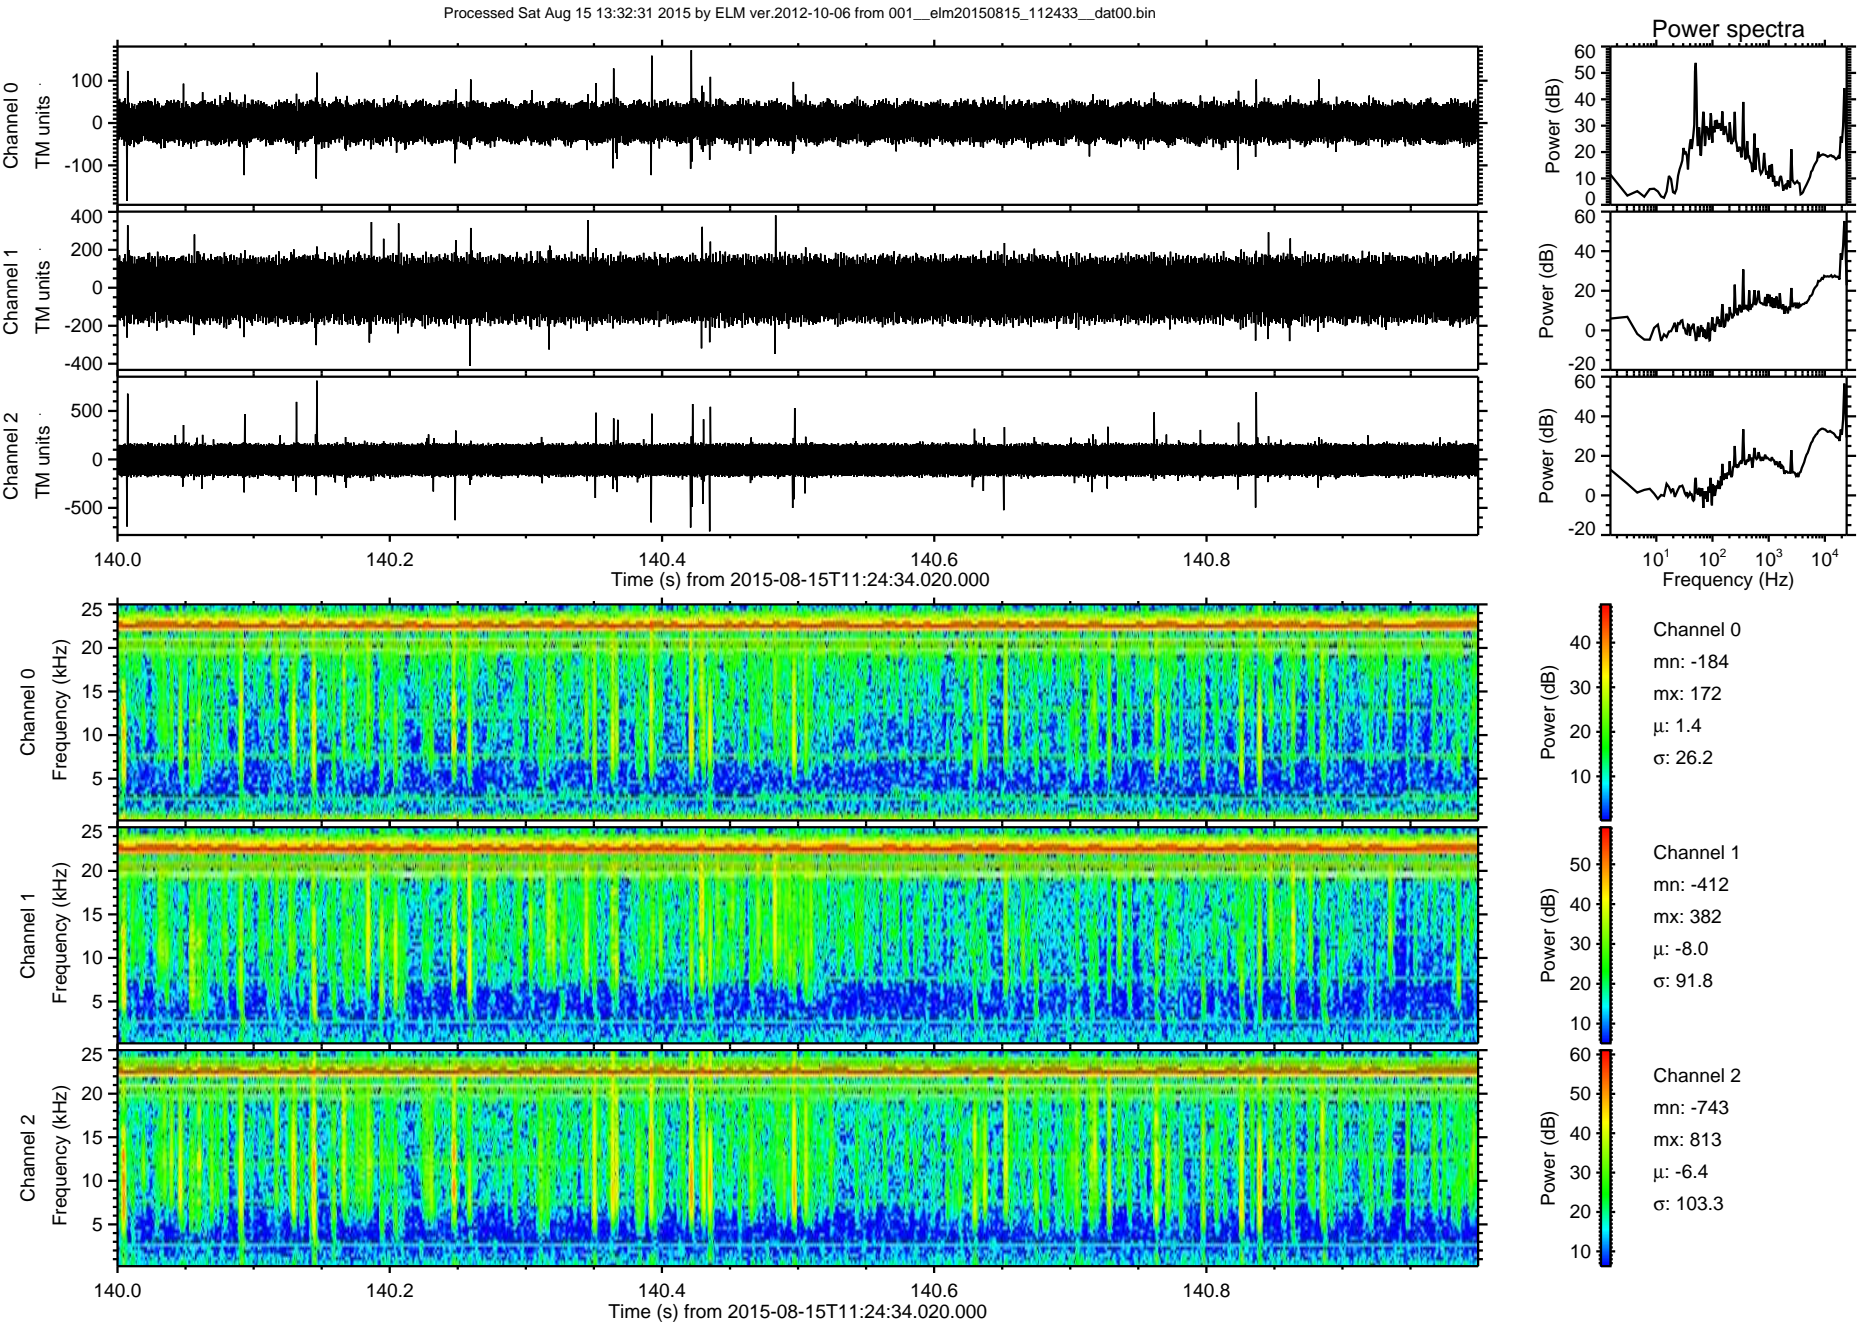 Processed Sat Aug 15 13:32:31 2015 by ELM ver.2012-10-06 from 001__elm20150815_112433__dat00.bin
Power spectra
Channel 0
TM units
100
0
-100
Power (dB)
60
50
40
30
20
10
0
Channel 1
TM units
400
200
0
-200
-400
Power (dB)
60
40
20
0
-20
Channel 2
TM units
500
0
-500
Power (dB)
60
40
20
0
-20
140.0 140.2 140.4 140.6 140.8
Time (s) from 2015-08-15T11:24:34.020.000
10^1 10^2 10^3 10^4
Frequency (Hz)
Channel 0
Frequency (kHz)
25
20
15
10
5
Power (dB)
40
30
20
10
Channel 0
mn: -184
mx: 172
μ: 1.4
σ: 26.2
Channel 1
Frequency (kHz)
25
20
15
10
5
Power (dB)
50
40
30
20
10
Channel 1
mn: -412
mx: 382
μ: -8.0
σ: 91.8
Channel 2
Frequency (kHz)
25
20
15
10
5
Power (dB)
60
50
40
30
20
10
Channel 2
mn: -743
mx: 813
μ: -6.4
σ: 103.3
140.0 140.2 140.4 140.6 140.8
Time (s) from 2015-08-15T11:24:34.020.000